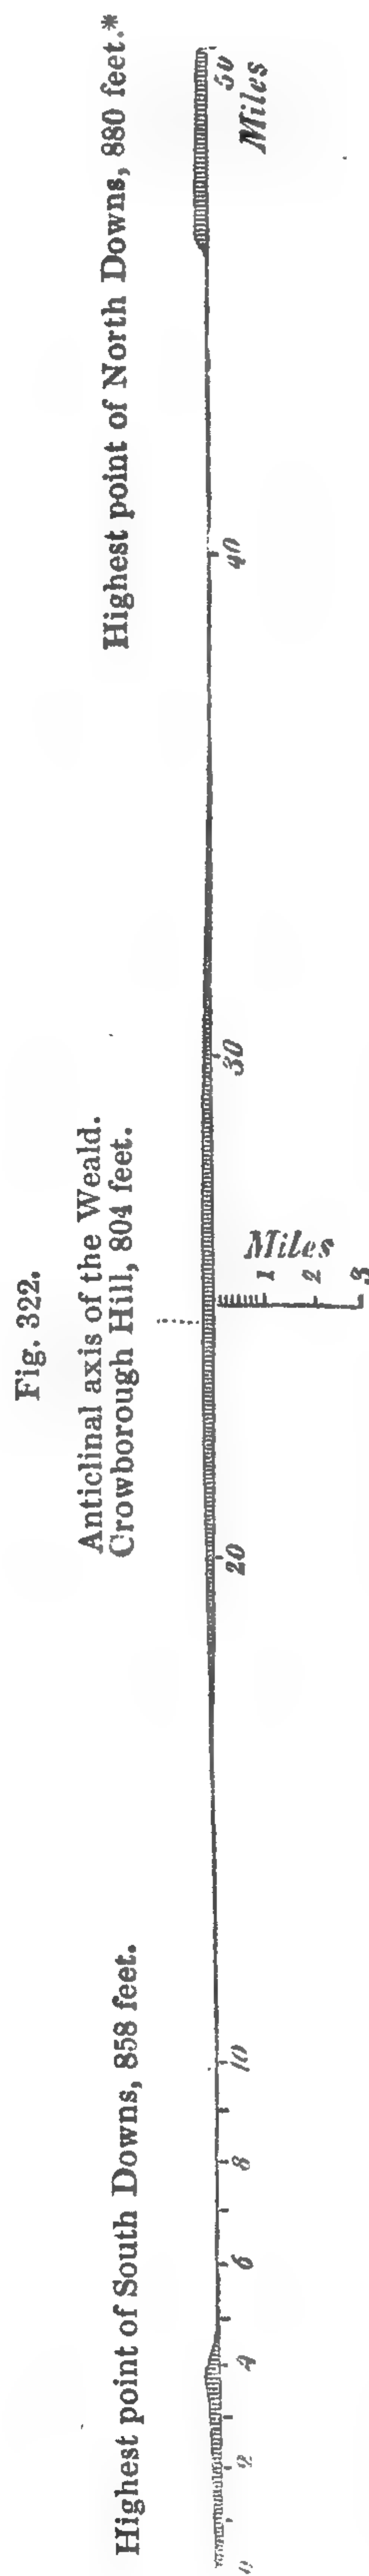 Fig. 322.
Highest point of South Downs, 858 feet.
Anticlinal axis of the Weald.
Crowborough Hill, 804 feet.
Highest point of North Downs, 880 feet.*
0 2 4 6 8 10 20 30 40 50
Miles
Miles
1
2
3